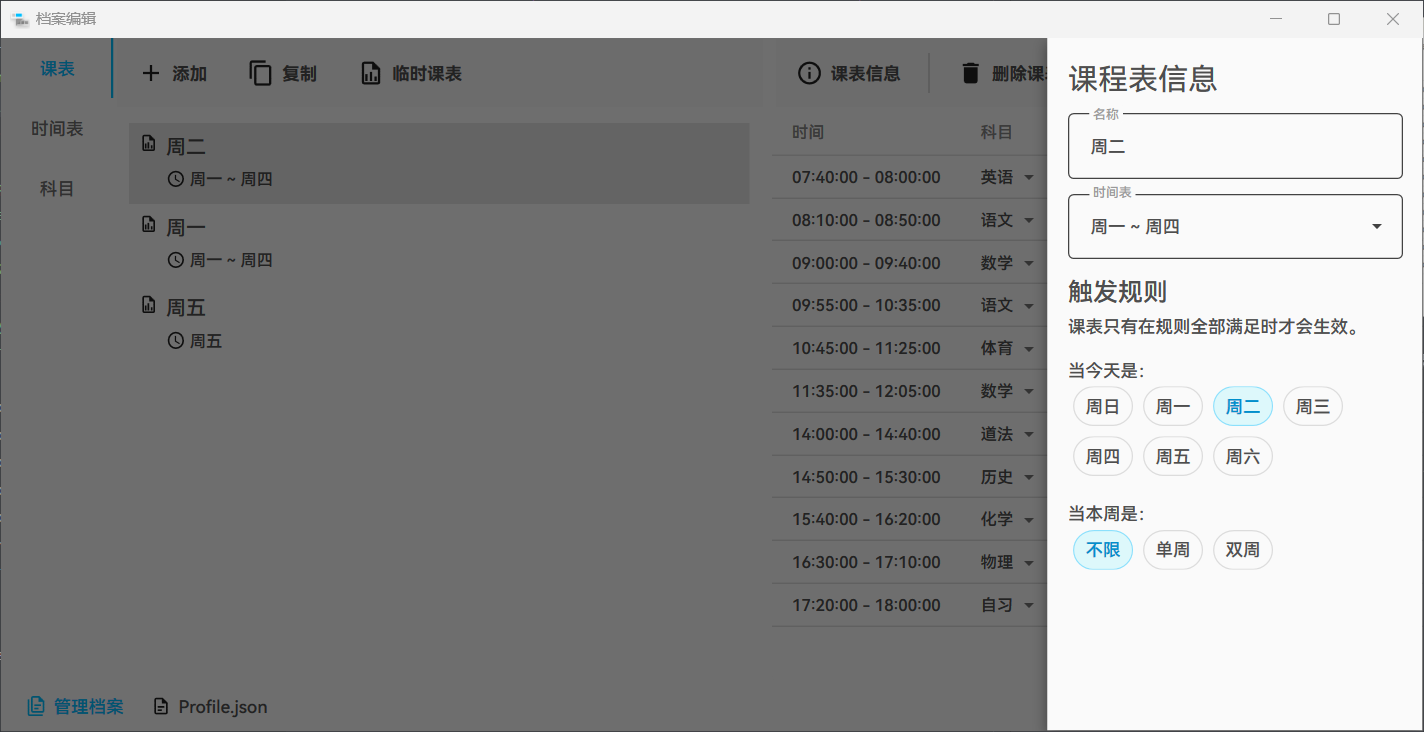 档案编辑
课表
时间表
科目
添加
复制
临时课表
周二
周一 ~ 周四
周一
周一 ~ 周四
周五
周五
课表信息
删除课
时间 科目
07:40:00 - 08:00:00 英语
08:10:00 - 08:50:00 语文
09:00:00 - 09:40:00 数学
09:55:00 - 10:35:00 语文
10:45:00 - 11:25:00 体育
11:35:00 - 12:05:00 数学
14:00:00 - 14:40:00 道法
14:50:00 - 15:30:00 历史
15:40:00 - 16:20:00 化学
16:30:00 - 17:10:00 物理
17:20:00 - 18:00:00 自习
管理档案
Profile.json
课程表信息
名称
周二
时间表
周一 ~ 周四
触发规则
课表只有在规则全部满足时才会生效。
当今天是:
周日 周一 周二 周三
周四 周五 周六
当本周是:
不限 单周 双周